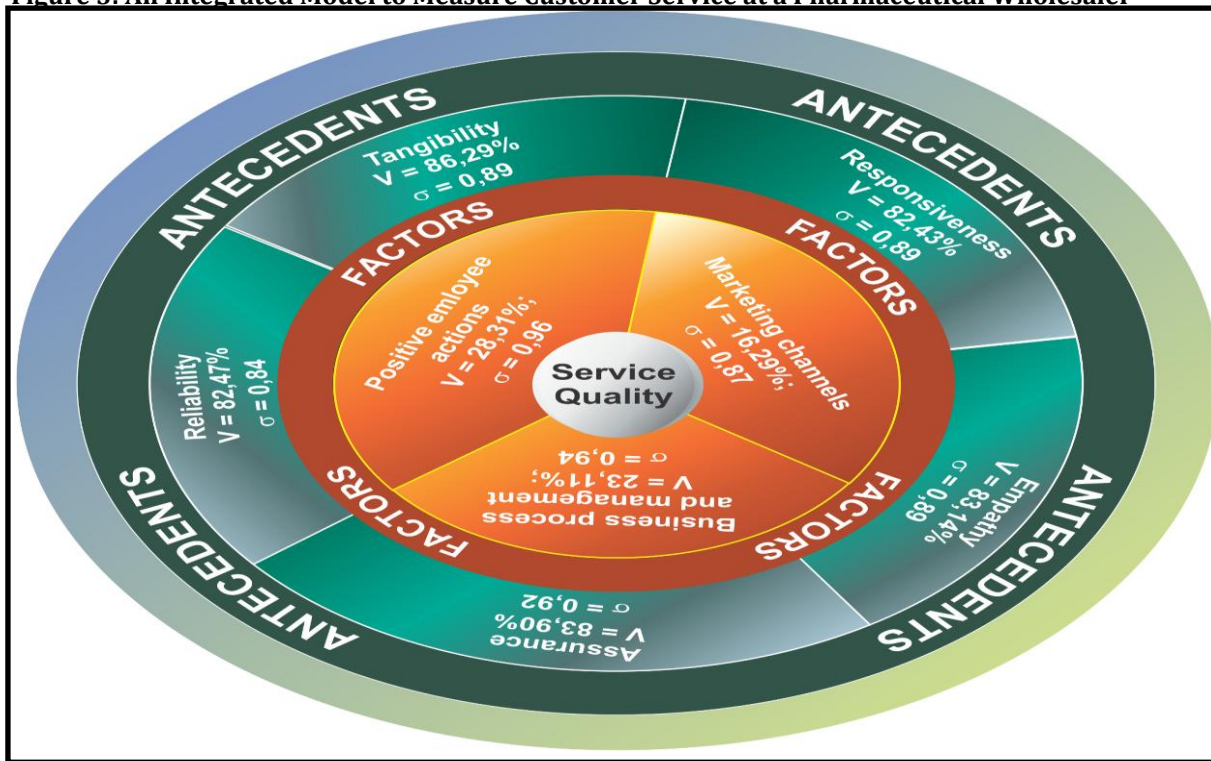 Figure 3: An Integrated Model to Measure Customer Service at a Pharmaceutical Wholesaler
ANTECEDENTS
ANTECEDENTS
Tangibility
V = 86,29%
σ = 0,89
Responsiveness
V = 82,43%
σ = 0,89
FACTORS
FACTORS
Positive emloyee
actions
V = 28,31%;
σ = 0,96
Marketing channels
V = 16,29%;
σ = 0,87
Service
Quality
Reliability
V = 82,47%
σ = 0,84
Business process
and management
V = 23,11%;
σ = 0,94
Empathy
V = 83,14%
σ = 0,89
FACTORS
FACTORS
Assurance
V = 83,90%
σ = 0,92
ANTECEDENTS
ANTECEDENTS